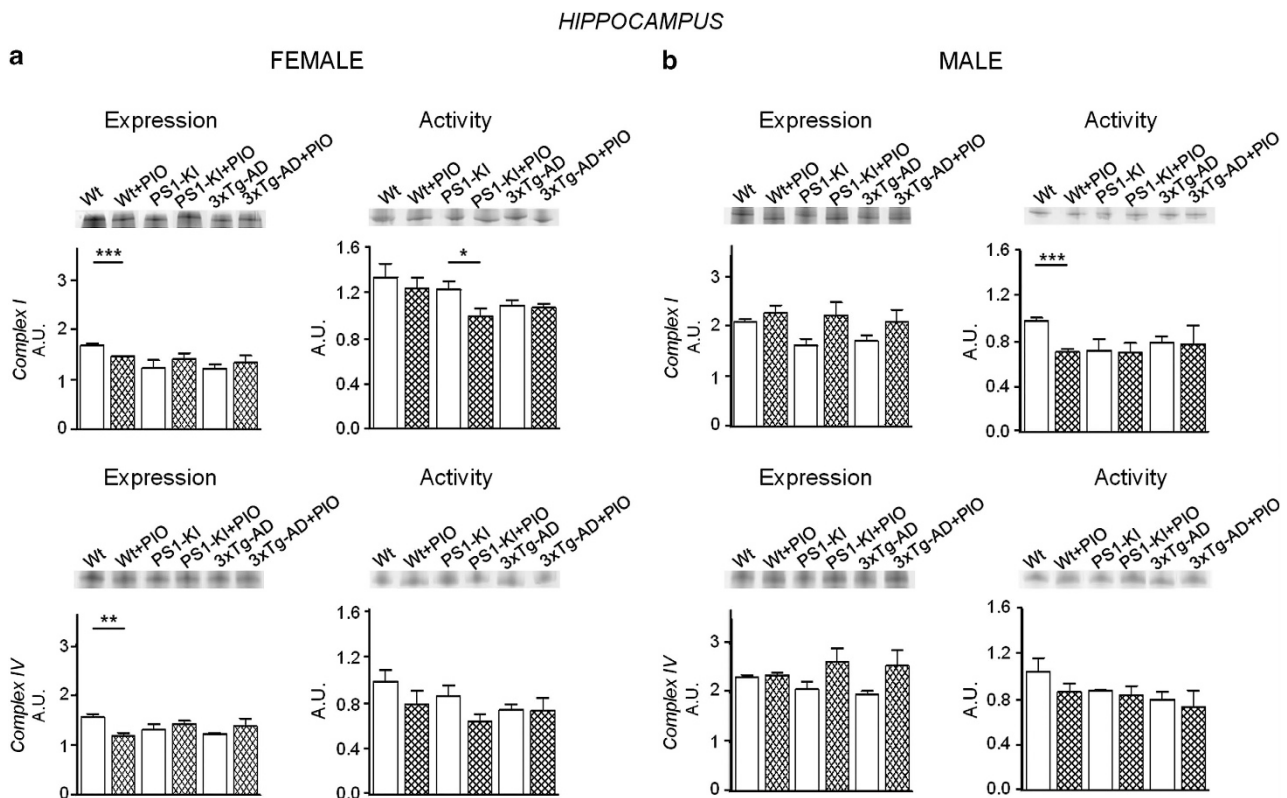 HIPPOCAMPUS
a
FEMALE
Expression
Wt
Wt+PIO
PS1-KI
PS1-KI+PIO
3xTg-AD
3xTg-AD+PIO
Complex I
A.U.
3
2
1
0
***
Activity
Wt
Wt+PIO
PS1-KI
PS1-KI+PIO
3xTg-AD
3xTg-AD+PIO
A.U.
1.6
1.2
0.8
0.4
0.0
*
Expression
Wt
Wt+PIO
PS1-KI
PS1-KI+PIO
3xTg-AD
3xTg-AD+PIO
Complex IV
A.U.
3
2
1
0
**
Activity
Wt
Wt+PIO
PS1-KI
PS1-KI+PIO
3xTg-AD
3xTg-AD+PIO
A.U.
1.6
1.2
0.8
0.4
0.0
b
MALE
Expression
Wt
Wt+PIO
PS1-KI
PS1-KI+PIO
3xTg-AD
3xTg-AD+PIO
Complex I
A.U.
3
2
1
0
Activity
Wt
Wt+PIO
PS1-KI
PS1-KI+PIO
3xTg-AD
3xTg-AD+PIO
A.U.
1.6
1.2
0.8
0.4
0.0
***
Expression
Wt
Wt+PIO
PS1-KI
PS1-KI+PIO
3xTg-AD
3xTg-AD+PIO
Complex IV
A.U.
3
2
1
0
Activity
Wt
Wt+PIO
PS1-KI
PS1-KI+PIO
3xTg-AD
3xTg-AD+PIO
A.U.
1.6
1.2
0.8
0.4
0.0